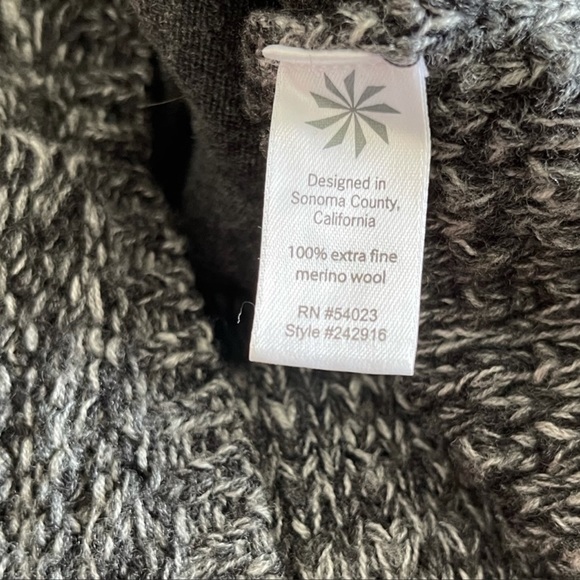 Designed in
Sonoma County,
California
100% extra fine
merino wool
RN #54023
Style #242916